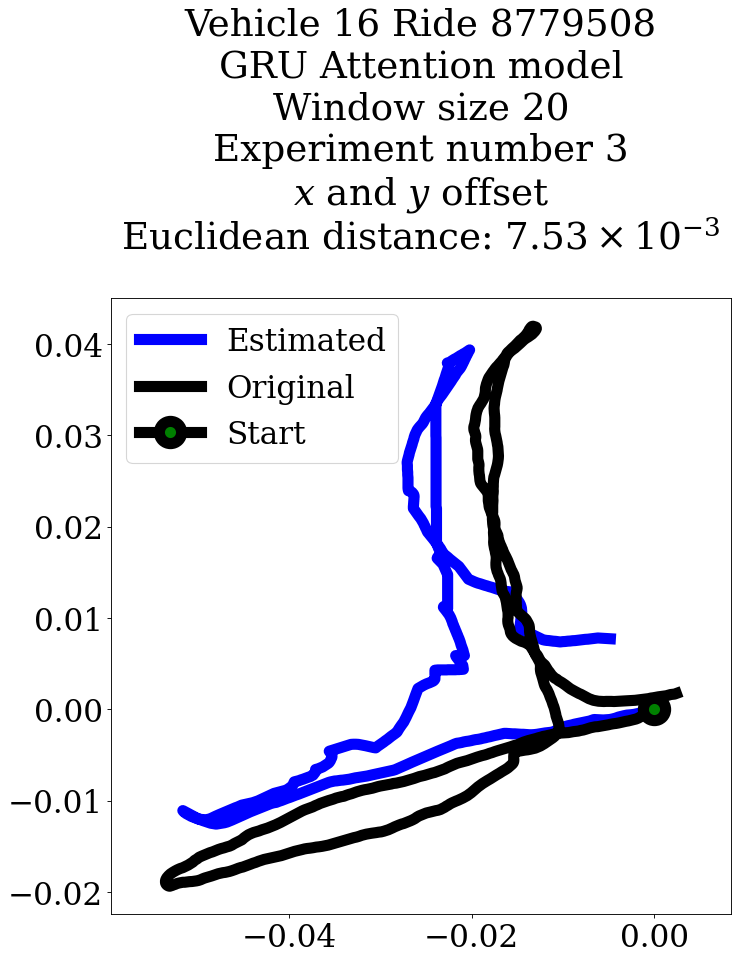 Vehicle 16 Ride 8779508
GRU Attention model
Window size 20
Experiment number 3
x and y offset
Euclidean distance: 7.53 × 10⁻³
Estimated
Original
Start
0.04
0.03
0.02
0.01
0.00
−0.01
−0.02
−0.04
−0.02
0.00